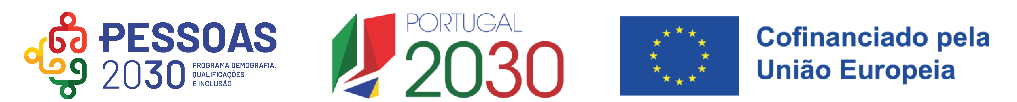 PESSOAS
2030 PROGRAMA DEMOGRAFIA,
QUALIFICAÇÕES
E INCLUSÃO
PORTUGAL
2030
Cofinanciado pela
União Europeia